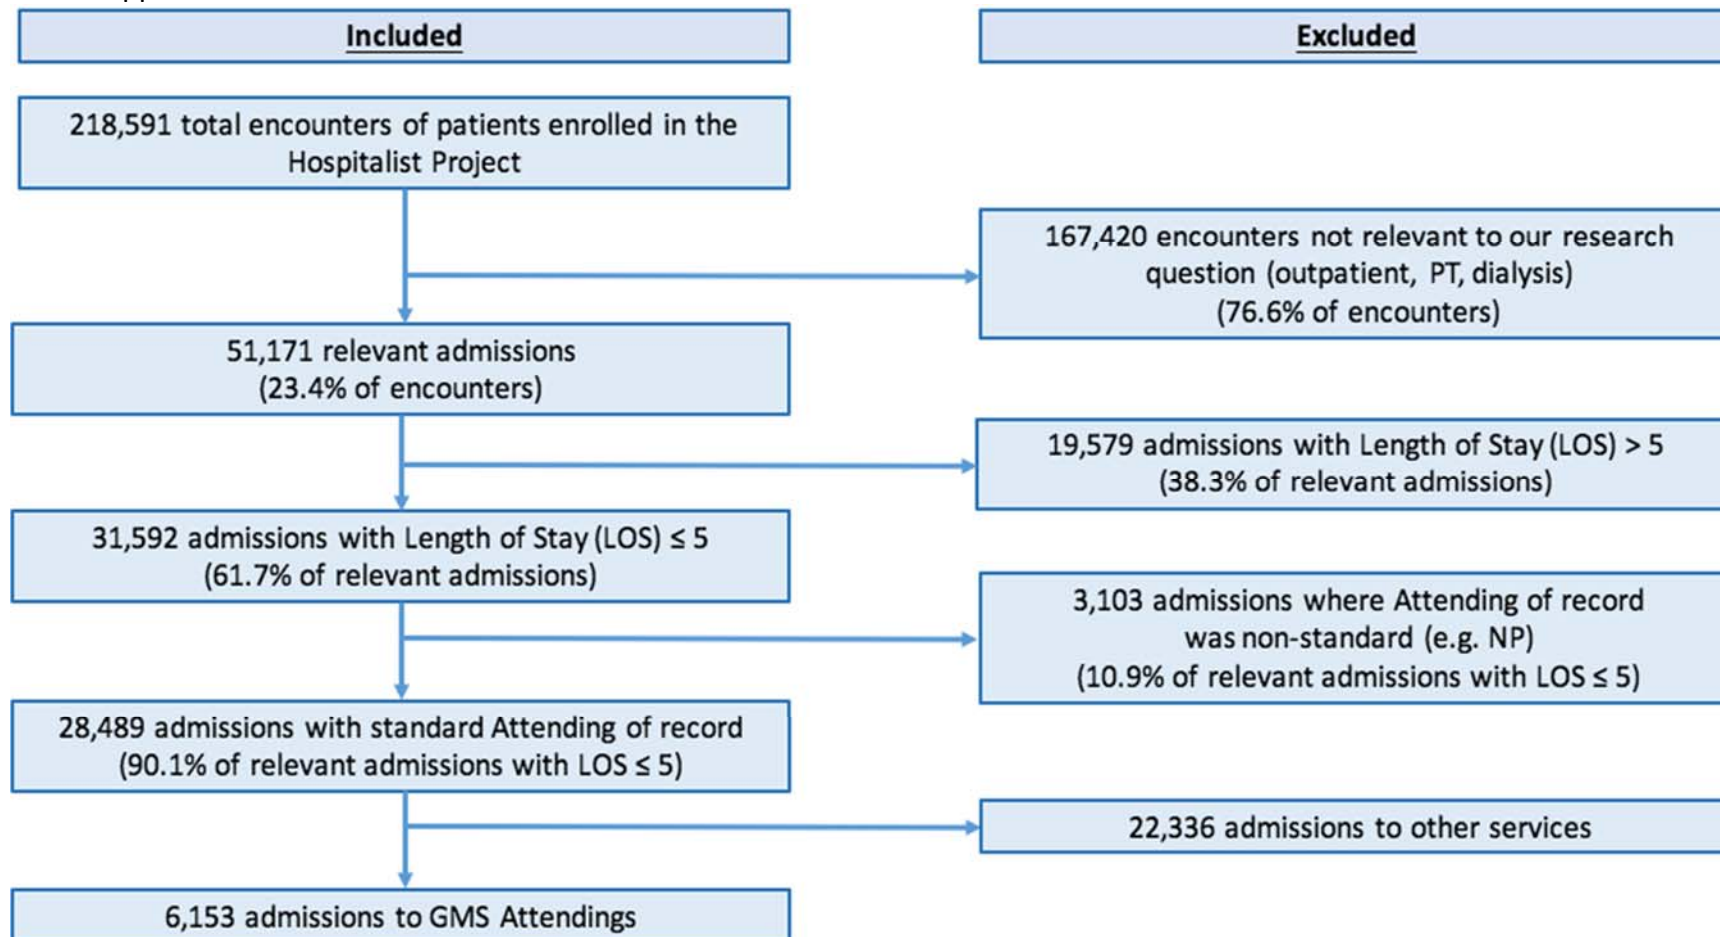 Included
Excluded
218,591 total encounters of patients enrolled in the
Hospitalist Project
167,420 encounters not relevant to our research
question (outpatient, PT, dialysis)
(76.6% of encounters)
51,171 relevant admissions
(23.4% of encounters)
19,579 admissions with Length of Stay (LOS) > 5
(38.3% of relevant admissions)
31,592 admissions with Length of Stay (LOS) ≤ 5
(61.7% of relevant admissions)
3,103 admissions where Attending of record
was non-standard (e.g. NP)
(10.9% of relevant admissions with LOS ≤ 5)
28,489 admissions with standard Attending of record
(90.1% of relevant admissions with LOS ≤ 5)
22,336 admissions to other services
6,153 admissions to GMS Attendings